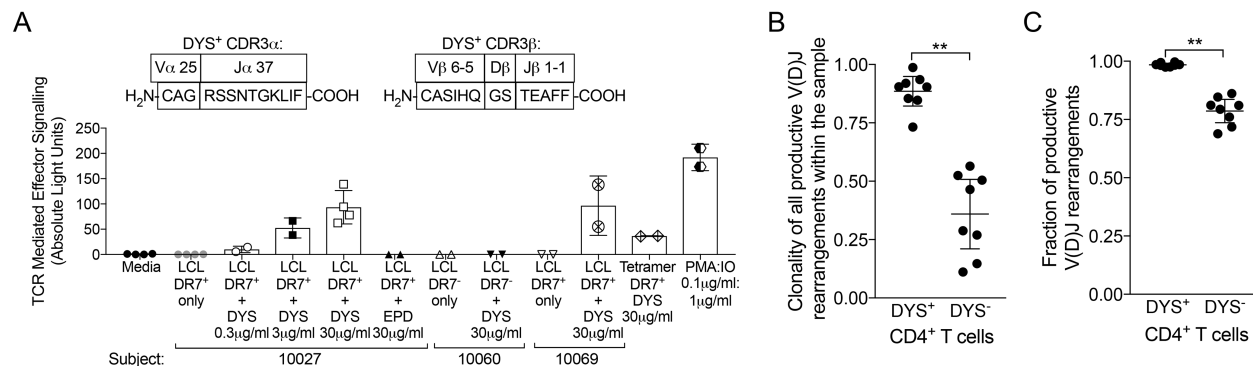 A
DYS+ CDR3α:
Vα 25 Jα 37
H2N- CAG RSSNTGKLIF -COOH
DYS+ CDR3β:
Vβ 6-5 Dβ Jβ 1-1
H2N- CASIHQ GS TEAFF -COOH
TCR Mediated Effector Signalling
(Absolute Light Units)
250
200
150
100
50
0
Media
LCL
DR7+
only
LCL
DR7+
+
DYS
0.3μg/ml
LCL
DR7+
+
DYS
3μg/ml
LCL
DR7+
+
DYS
30μg/ml
LCL
DR7+
+
EPD
30μg/ml
LCL
DR7-
only
LCL
DR7-
+
DYS
30μg/ml
LCL
DR7+
only
LCL
DR7+
+
DYS
30μg/ml
Tetramer
DR7+
DYS
30μg/ml
PMA:IO
0.1μg/ml:
1μg/ml
Subject: 10027 10060 10069
B
Clonality of all productive V(D)J
rearrangements within the sample
1.00
0.75
0.50
0.25
0.00
**
DYS+ DYS-
CD4+ T cells
C
Fraction of productive
V(D)J rearrangements
1.00
0.75
0.50
0.25
0.00
**
DYS+ DYS-
CD4+ T cells